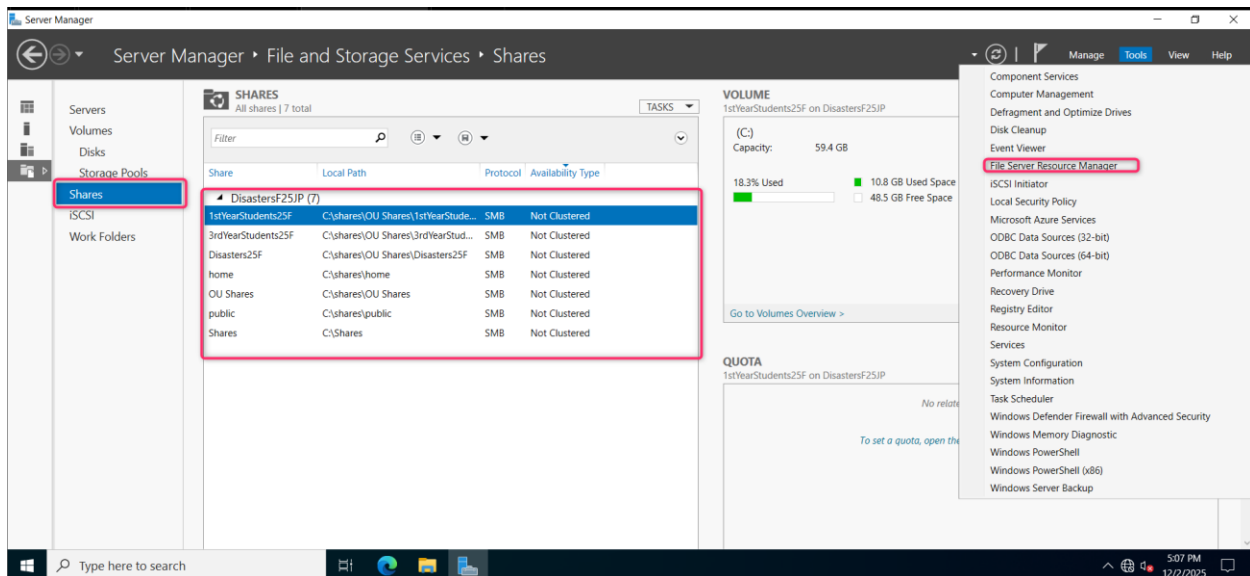 Server Manager
Server Manager ‣ File and Storage Services ‣ Shares
Manage Tools View Help
Servers
Volumes
Disks
Storage Pools
Shares
iSCSI
Work Folders
SHARES
All shares | 7 total
TASKS
Filter
Share Local Path Protocol Availability Type
DisastersF25JP (7)
1stYearStudents25F C:\shares\OU Shares\1stYearStude... SMB Not Clustered
3rdYearStudents25F C:\shares\OU Shares\3rdYearStud... SMB Not Clustered
Disasters25F C:\shares\OU Shares\Disasters25F SMB Not Clustered
home C:\shares\home SMB Not Clustered
OU Shares C:\shares\OU Shares SMB Not Clustered
public C:\shares\public SMB Not Clustered
Shares C:\Shares SMB Not Clustered
VOLUME
1stYearStudents25F on DisastersF25JP
(C:)
Capacity: 59.4 GB
18.3% Used
10.8 GB Used Space
48.5 GB Free Space
Go to Volumes Overview >
QUOTA
1stYearStudents25F on DisastersF25JP
No relate
To set a quota, open the
Component Services
Computer Management
Defragment and Optimize Drives
Disk Cleanup
Event Viewer
File Server Resource Manager
iSCSI Initiator
Local Security Policy
Microsoft Azure Services
ODBC Data Sources (32-bit)
ODBC Data Sources (64-bit)
Performance Monitor
Recovery Drive
Registry Editor
Resource Monitor
Services
System Configuration
System Information
Task Scheduler
Windows Defender Firewall with Advanced Security
Windows Memory Diagnostic
Windows PowerShell
Windows PowerShell (x86)
Windows Server Backup
Type here to search
5:07 PM
12/2/2025